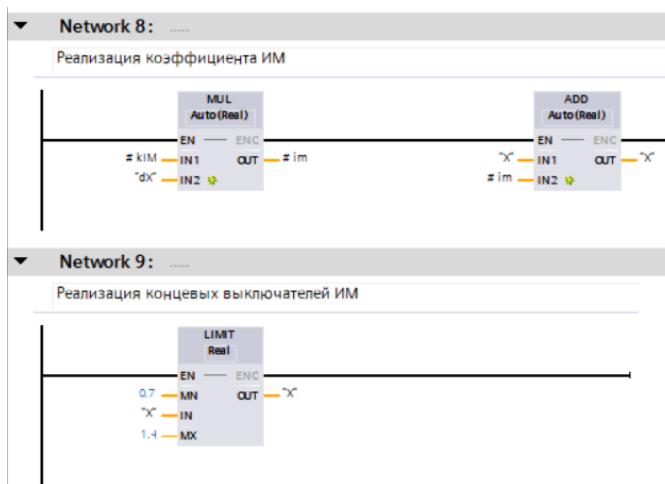 Network 8: .....
Реализация коэффициента ИМ
MUL
Auto (Real)
EN ENO
#kIM IN1 OUT #im
"dX" IN2
ADD
Auto (Real)
EN ENO
"X" IN1 OUT "X"
#im IN2
Network 9: .....
Реализация концевых выключателей ИМ
LIMIT
Real
EN ENO
0.7 MN OUT "X"
"X" IN
1.4 MX